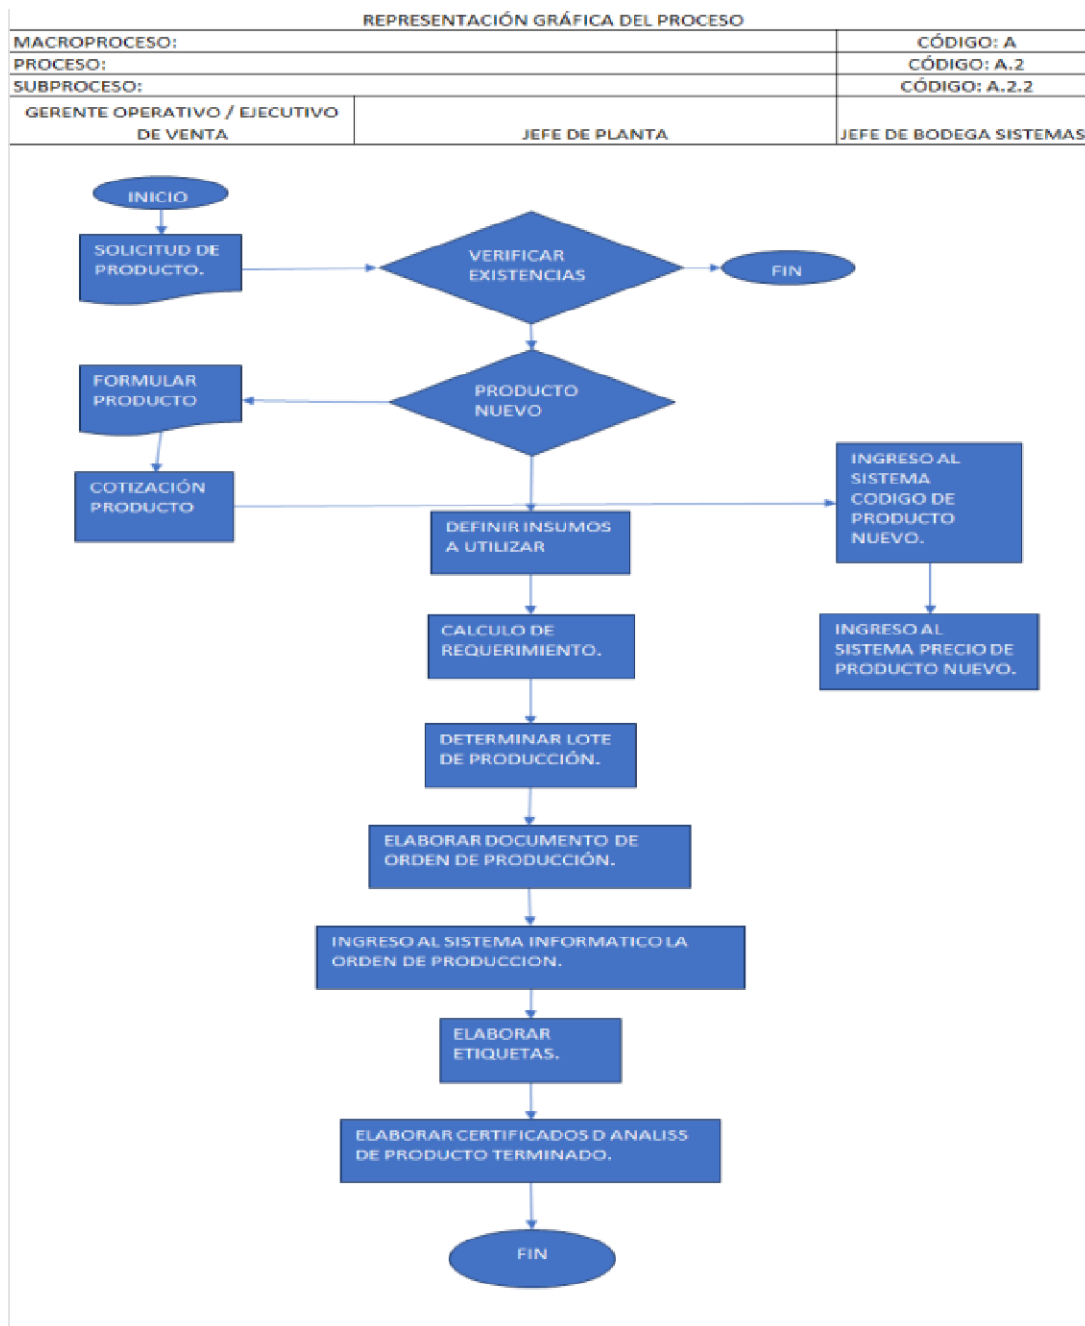 REPRESENTACIÓN GRÁFICA DEL PROCESO
MACROPROCESO:
CÓDIGO: A
PROCESO:
CÓDIGO: A.2
SUBPROCESO:
CÓDIGO: A.2.2
GERENTE OPERATIVO / EJECUTIVO
DE VENTA
JEFE DE PLANTA
JEFE DE BODEGA SISTEMAS
INICIO
SOLICITUD DE
PRODUCTO.
VERIFICAR
EXISTENCIAS
FIN
FORMULAR
PRODUCTO
PRODUCTO
NUEVO
COTIZACIÓN
PRODUCTO
INGRESO AL
SISTEMA
CODIGO DE
PRODUCTO
NUEVO.
DEFINIR INSUMOS
A UTILIZAR
CALCULO DE
REQUERIMIENTO.
INGRESO AL
SISTEMA PRECIO DE
PRODUCTO NUEVO.
DETERMINAR LOTE
DE PRODUCCIÓN.
ELABORAR DOCUMENTO DE
ORDEN DE PRODUCCIÓN.
INGRESO AL SISTEMA INFORMATICO LA
ORDEN DE PRODUCCION.
ELABORAR
ETIQUETAS.
ELABORAR CERTIFICADOS D ANALISS
DE PRODUCTO TERMINADO.
FIN